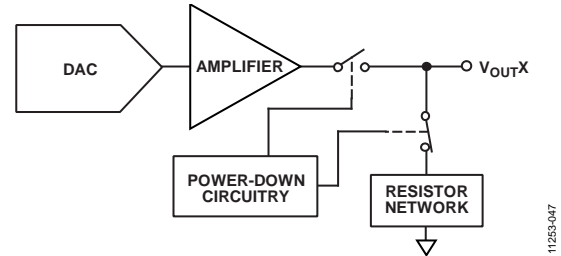 DAC
AMPLIFIER
VOUTX
POWER-DOWN
CIRCUITRY
RESISTOR
NETWORK
11253-047